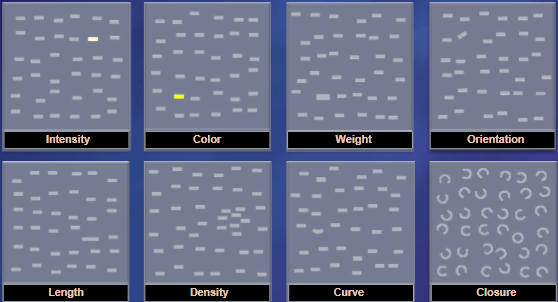 Intensity
Color
Weight
Orientation
Length
Density
Curve
Closure